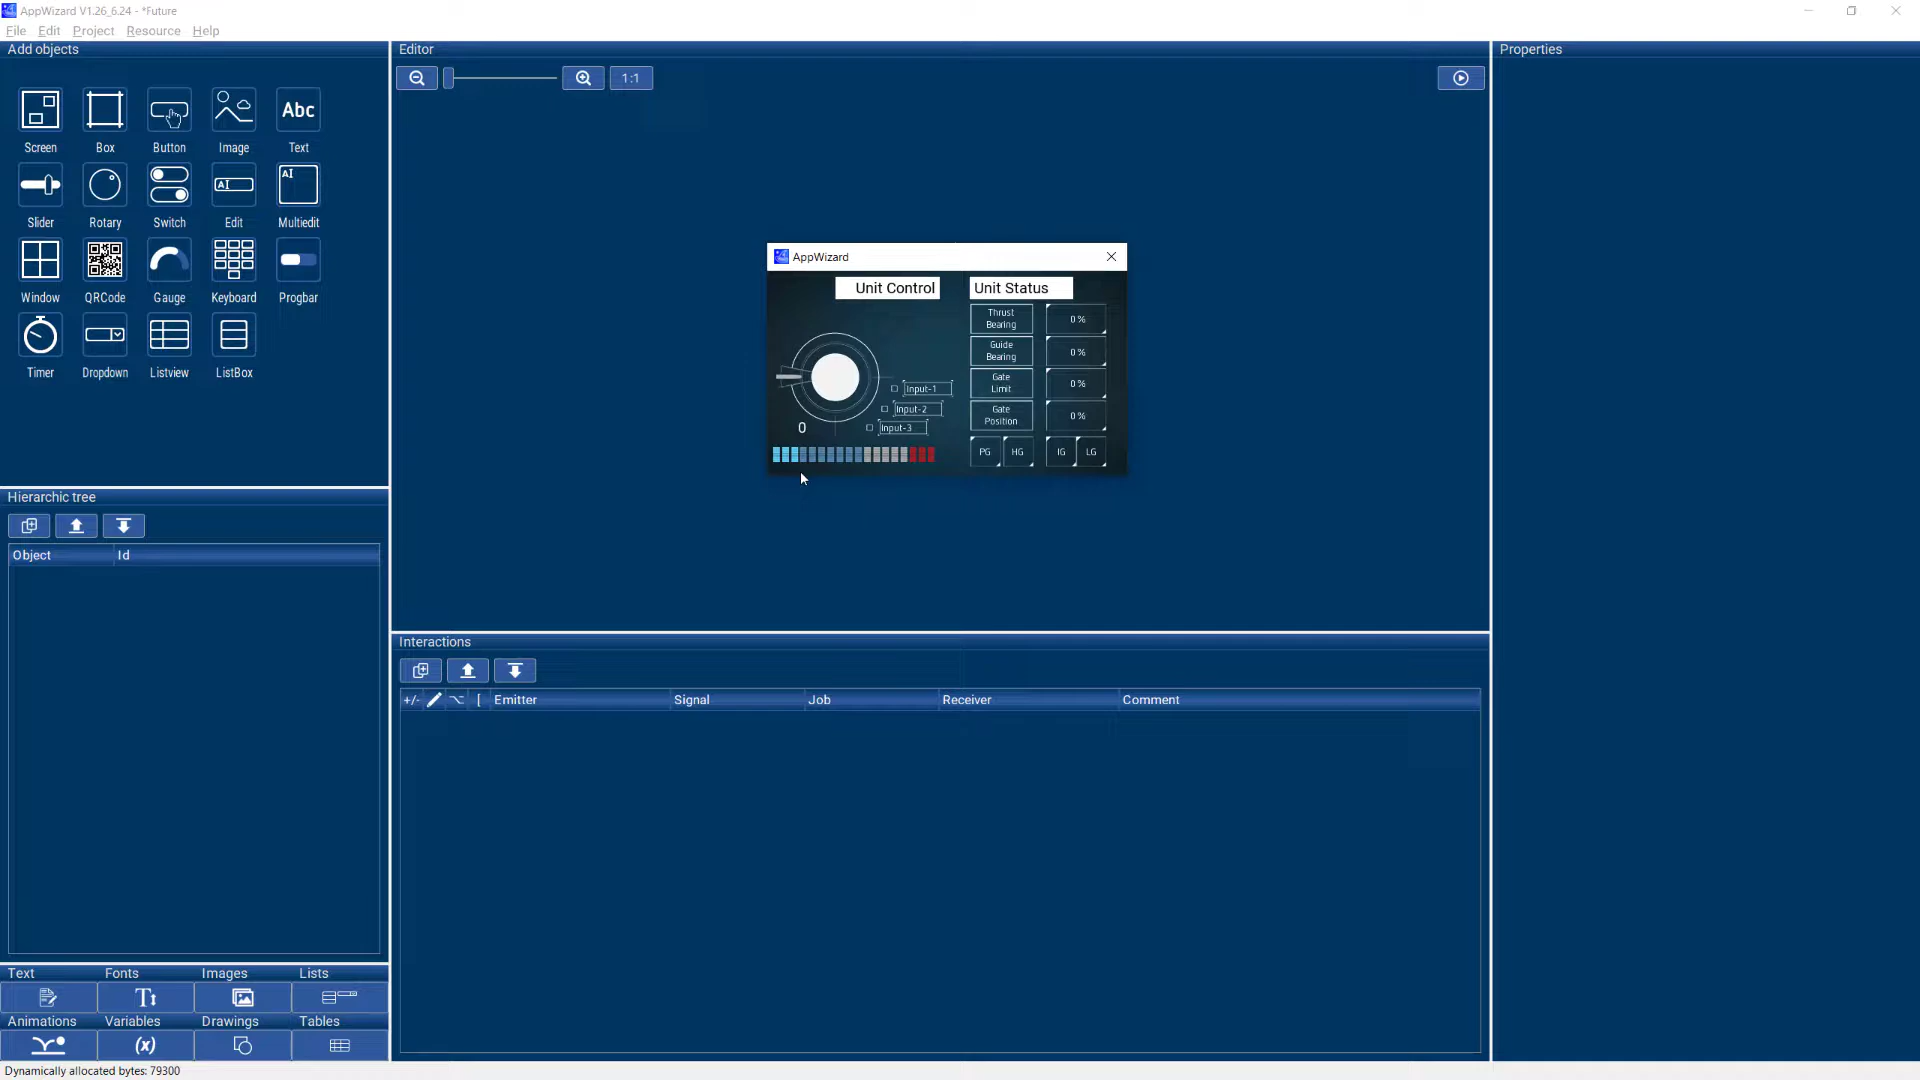 AppWizard V1.26_6.24 - *Future
File Edit Project Resource Help
Add objects
Screen Box Button Image Abc Text
AI AI
Slider Rotary Switch Edit Multiedit
Window QRCode Gauge Keyboard Progbar
Timer Dropdown Listview ListBox
Editor
1:1
AppWizard
Unit Control
0
Input-1
Input-2
Input-3
Unit Status
Thrust
Bearing
0 %
Guide
Bearing
0 %
Gate
Limit
0 %
Gate
Position
0 %
PG HG IG LG
Properties
Hierarchic tree
Object Id
Interactions
+/- [ Emitter Signal Job Receiver Comment
Text Fonts Images Lists
Animations Variables Drawings Tables
(x)
Dynamically allocated bytes: 79300